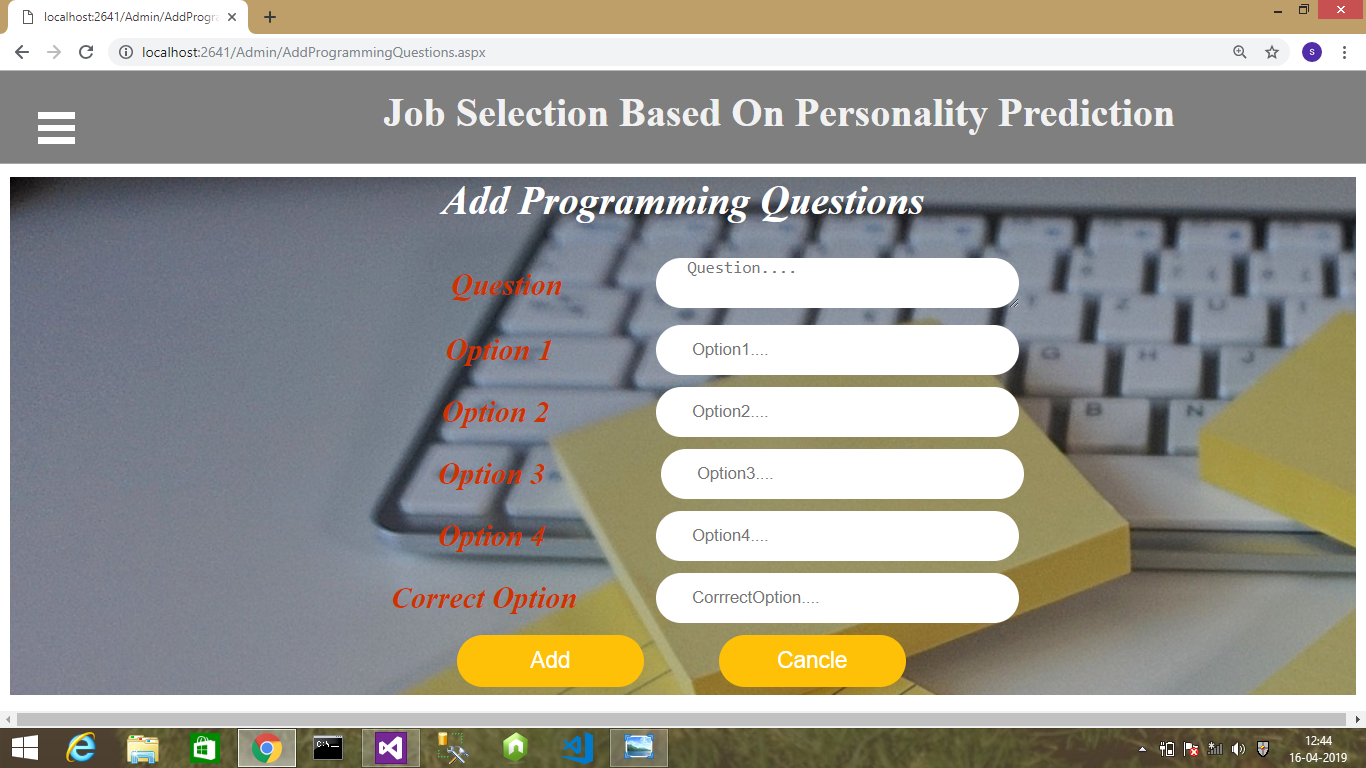 localhost:2641/Admin/AddProgra
localhost:2641/Admin/AddProgrammingQuestions.aspx
s
Job Selection Based On Personality Prediction
Add Programming Questions
Question Question....
Option 1 Option1....
Option 2 Option2....
Option 3 Option3....
Option 4 Option4....
Correct Option CorrrectOption....
Add Cancle
G H J
B N
C:\_
12:44
16-04-2019